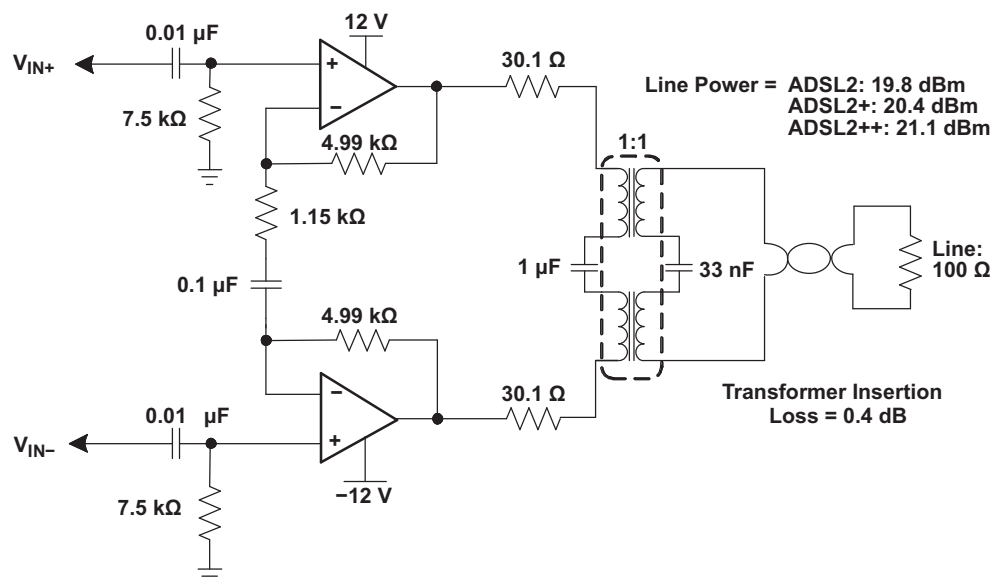 0.01 µF
12 V
V_IN+
+
−
7.5 kΩ
4.99 kΩ
30.1 Ω
Line Power = ADSL2: 19.8 dBm
ADSL2+: 20.4 dBm
ADSL2++: 21.1 dBm
1:1
1.15 kΩ
0.1 µF
1 µF
33 nF
Line:
100 Ω
4.99 kΩ
30.1 Ω
Transformer Insertion
Loss = 0.4 dB
0.01 µF
V_IN−
−
+
−12 V
7.5 kΩ